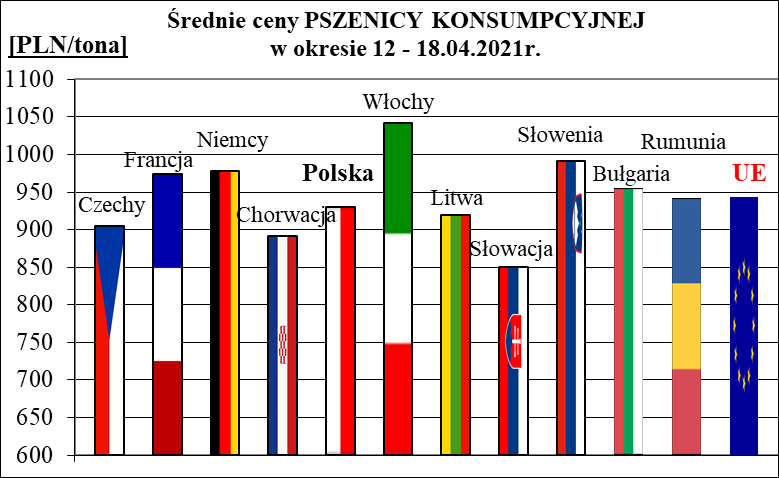 Średnie ceny PSZENICY KONSUMPCYJNEJ
w okresie 12 - 18.04.2021r.
[PLN/tona]
1100
1050
1000
950
900
850
800
750
700
650
600
Czechy
Francja
Niemcy
Chorwacja
Polska
Włochy
Litwa
Słowacja
Słowenia
Bułgaria
Rumunia
UE